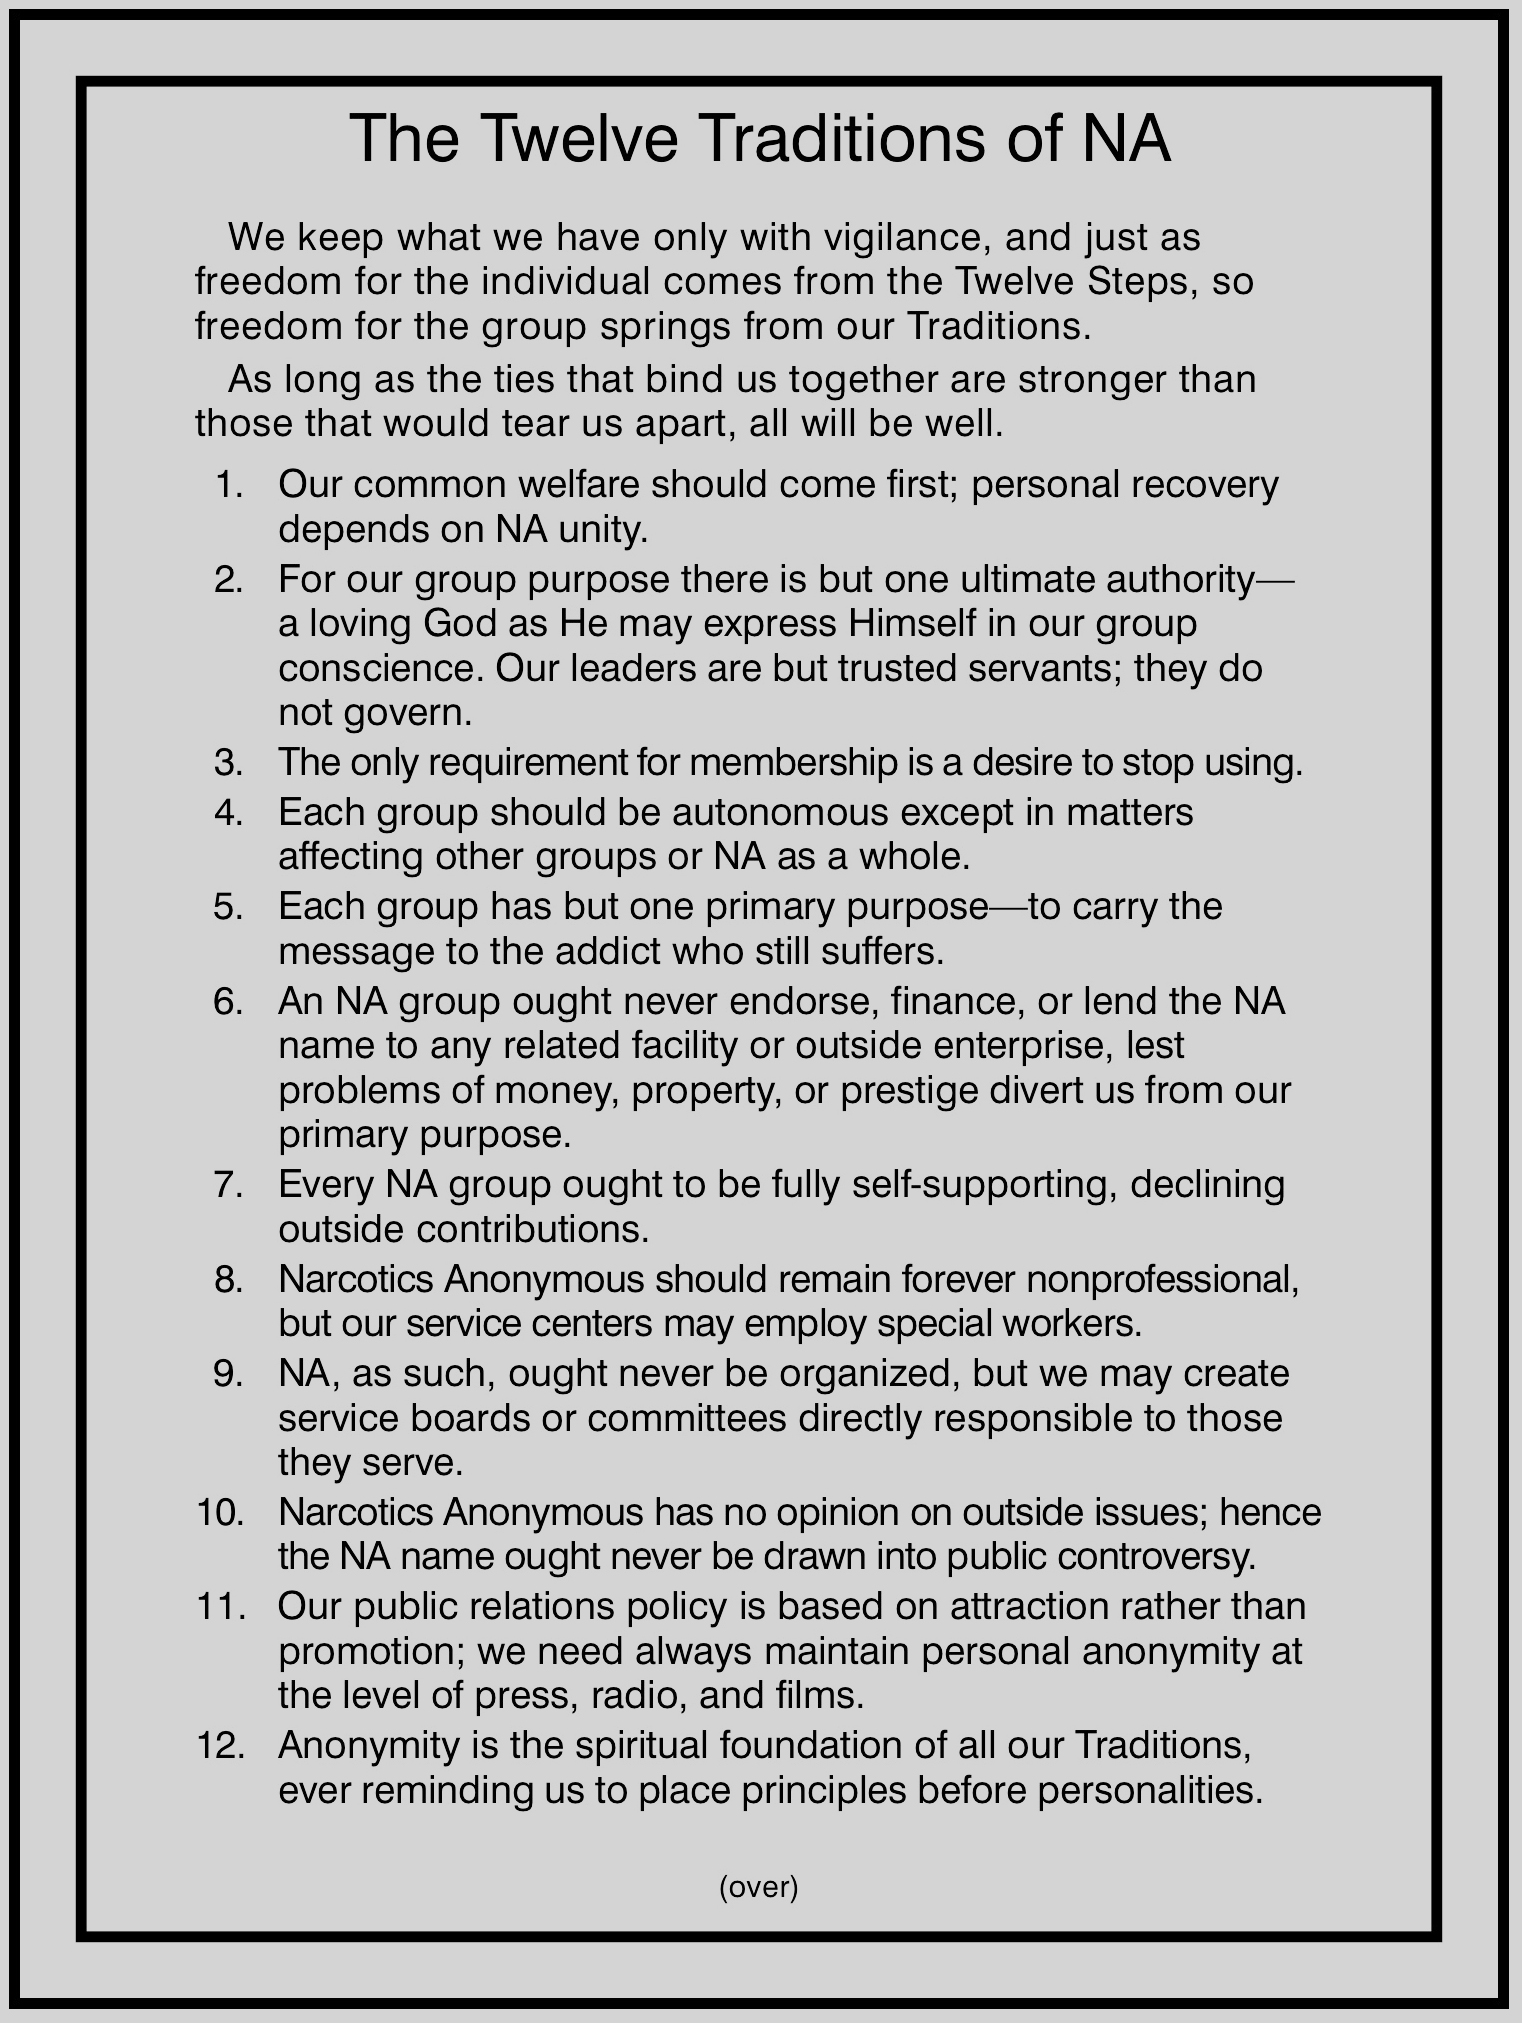 The Twelve Traditions of NA
We keep what we have only with vigilance, and just as
freedom for the individual comes from the Twelve Steps, so
freedom for the group springs from our Traditions.
As long as the ties that bind us together are stronger than
those that would tear us apart, all will be well.
1. Our common welfare should come first; personal recovery
depends on NA unity.
2. For our group purpose there is but one ultimate authority—
a loving God as He may express Himself in our group
conscience. Our leaders are but trusted servants; they do
not govern.
3. The only requirement for membership is a desire to stop using.
4. Each group should be autonomous except in matters
affecting other groups or NA as a whole.
5. Each group has but one primary purpose—to carry the
message to the addict who still suffers.
6. An NA group ought never endorse, finance, or lend the NA
name to any related facility or outside enterprise, lest
problems of money, property, or prestige divert us from our
primary purpose.
7. Every NA group ought to be fully self-supporting, declining
outside contributions.
8. Narcotics Anonymous should remain forever nonprofessional,
but our service centers may employ special workers.
9. NA, as such, ought never be organized, but we may create
service boards or committees directly responsible to those
they serve.
10. Narcotics Anonymous has no opinion on outside issues; hence
the NA name ought never be drawn into public controversy.
11. Our public relations policy is based on attraction rather than
promotion; we need always maintain personal anonymity at
the level of press, radio, and films.
12. Anonymity is the spiritual foundation of all our Traditions,
ever reminding us to place principles before personalities.
(over)